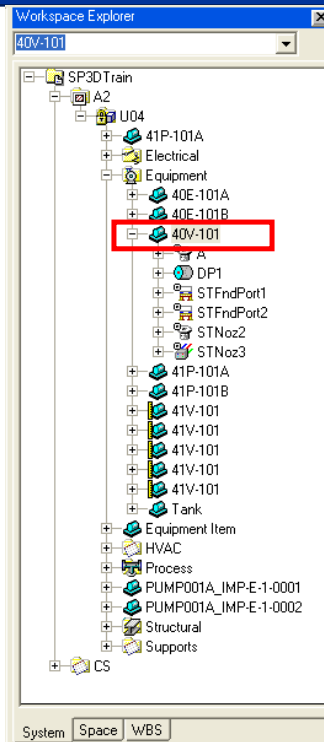 Workspace Explorer
40V-101
SP3DTrain
A2
U04
41P-101A
Electrical
Equipment
40E-101A
40E-101B
40V-101
A
DP1
STFndPort1
STFndPort2
STNoz2
STNoz3
41P-101A
41P-101B
41V-101
41V-101
41V-101
41V-101
41V-101
Tank
Equipment Item
HVAC
Process
PUMP001A_IMP-E-1-0001
PUMP001A_IMP-E-1-0002
Structural
Supports
CS
System Space WBS